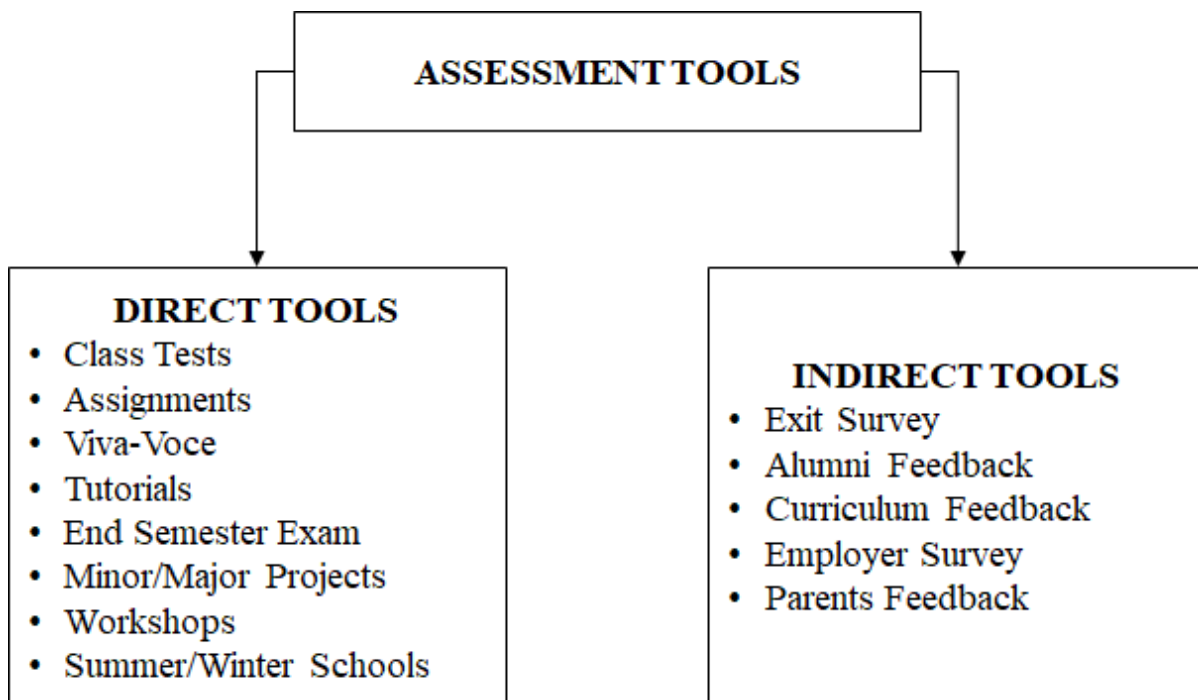 ASSESSMENT TOOLS
DIRECT TOOLS
• Class Tests
• Assignments
• Viva-Voce
• Tutorials
• End Semester Exam
• Minor/Major Projects
• Workshops
• Summer/Winter Schools
INDIRECT TOOLS
• Exit Survey
• Alumni Feedback
• Curriculum Feedback
• Employer Survey
• Parents Feedback